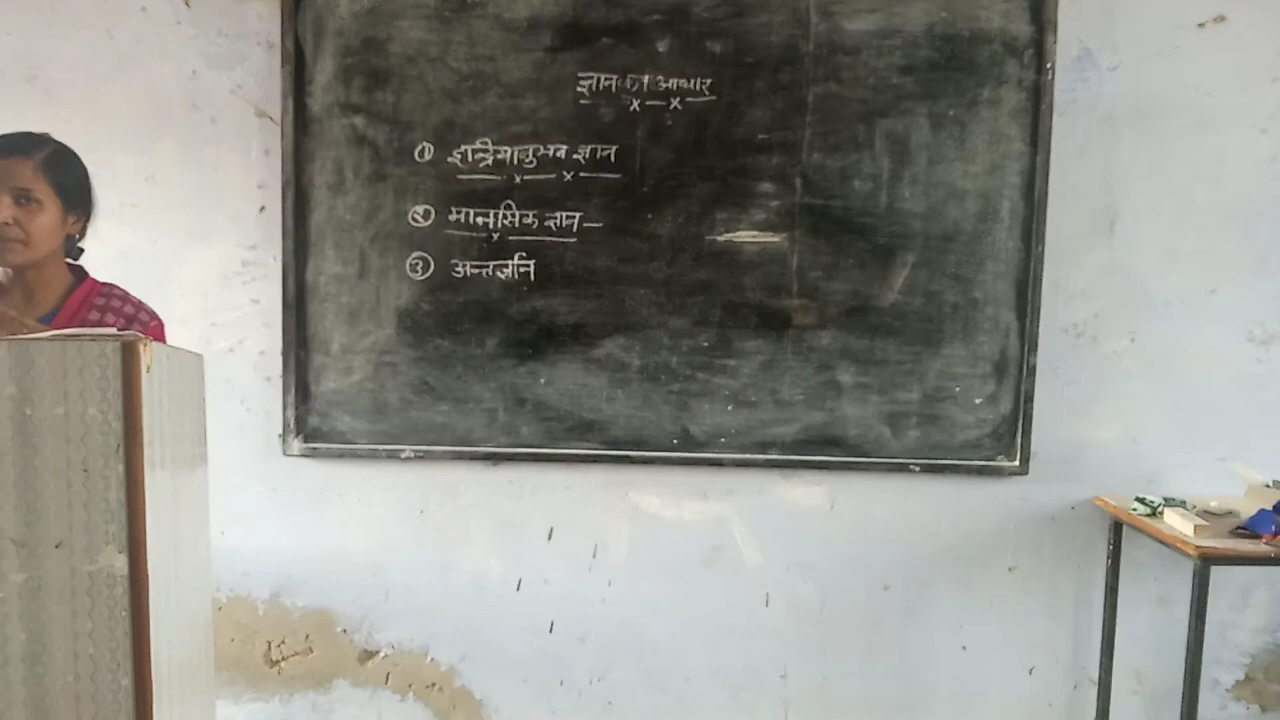 ज्ञान का आधार
① इन्द्रियानुभव ज्ञान
② मानसिक ज्ञान —
③ अन्तर्ज्ञान